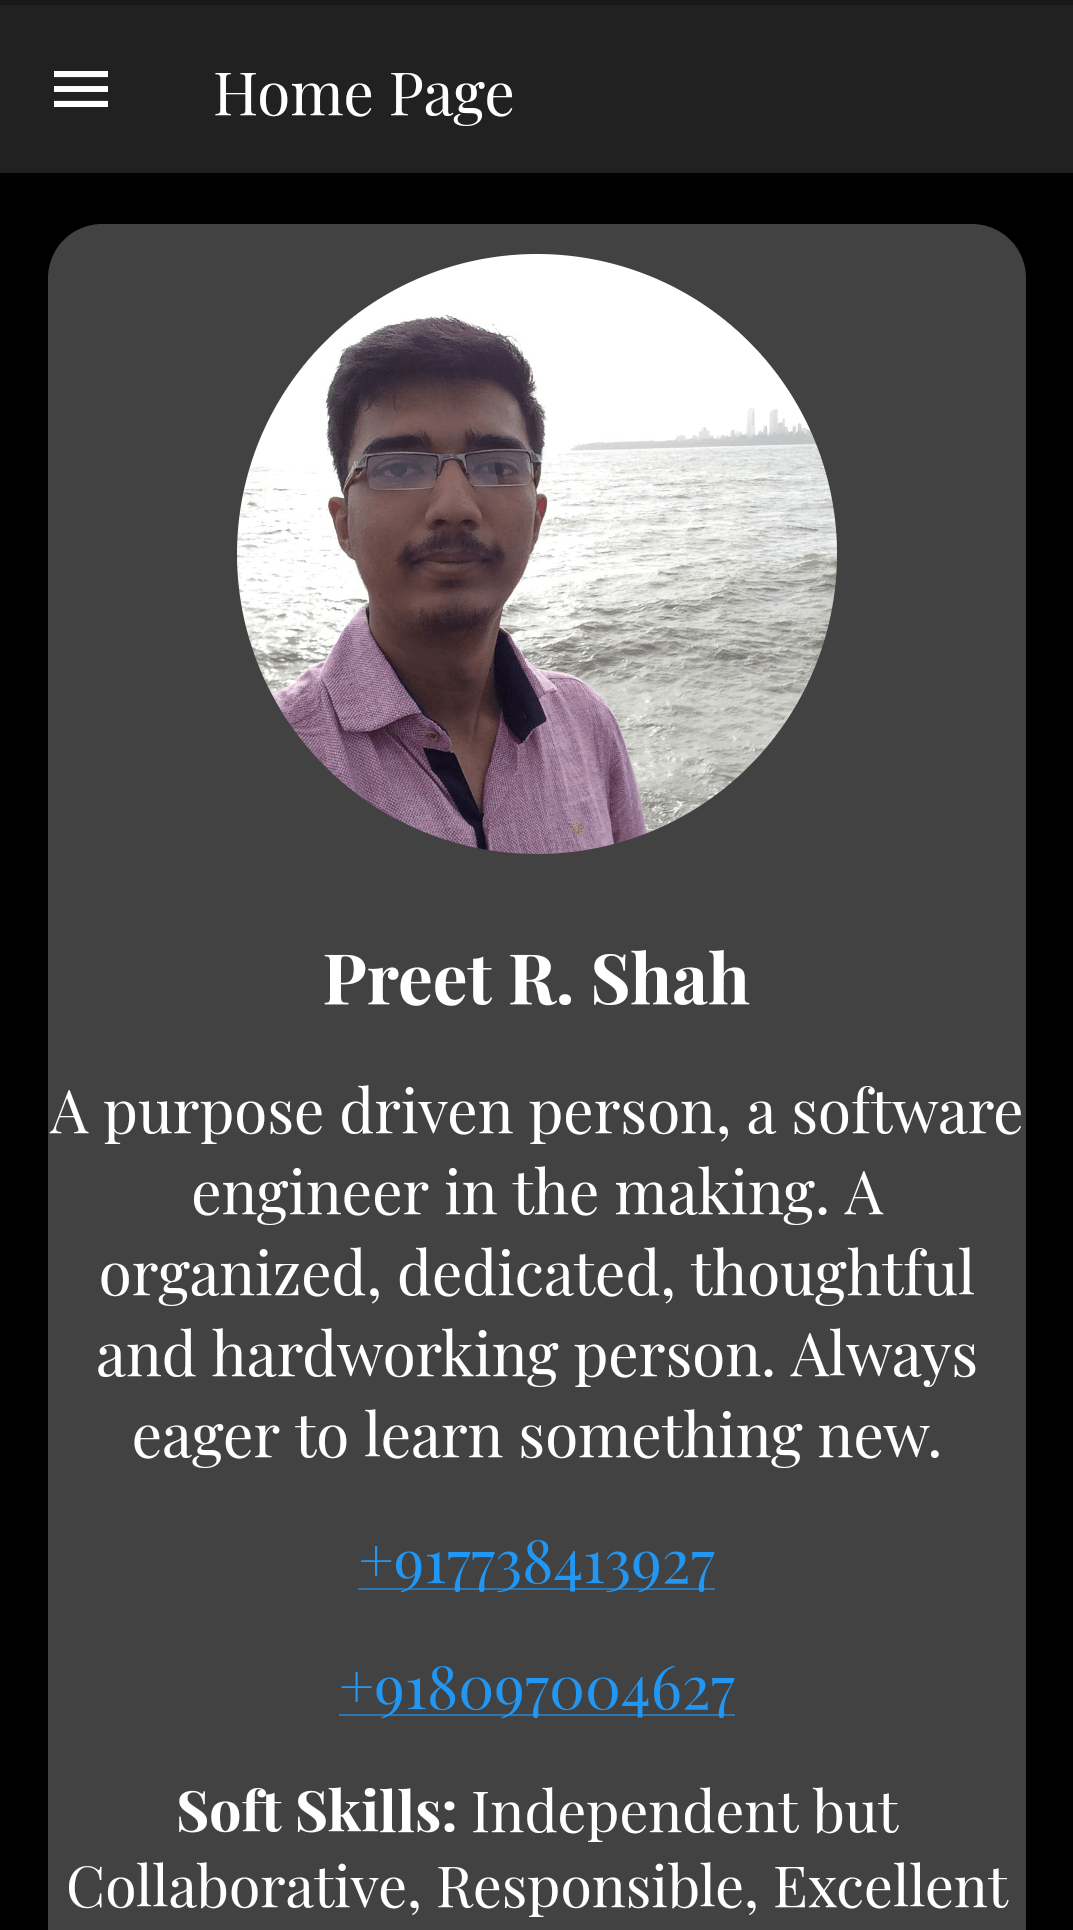 Home Page
Preet R. Shah
A purpose driven person, a software
engineer in the making. A
organized, dedicated, thoughtful
and hardworking person. Always
eager to learn something new.
+917738413927
+918097004627
Soft Skills: Independent but
Collaborative, Responsible, Excellent